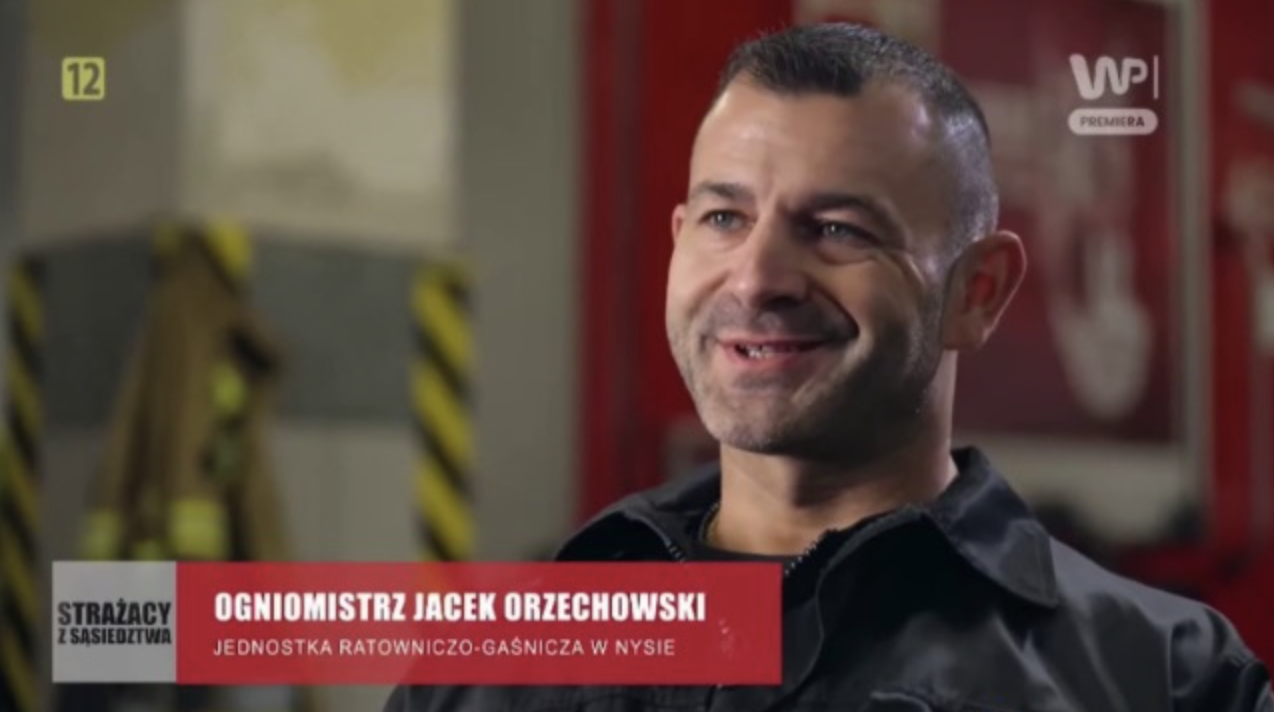 12
WP
PREMIERA
STRAŻACY
Z SĄSIEDZTWA
OGNIOMISTRZ JACEK ORZECHOWSKI
JEDNOSTKA RATOWNICZO-GAŚNICZA W NYSIE